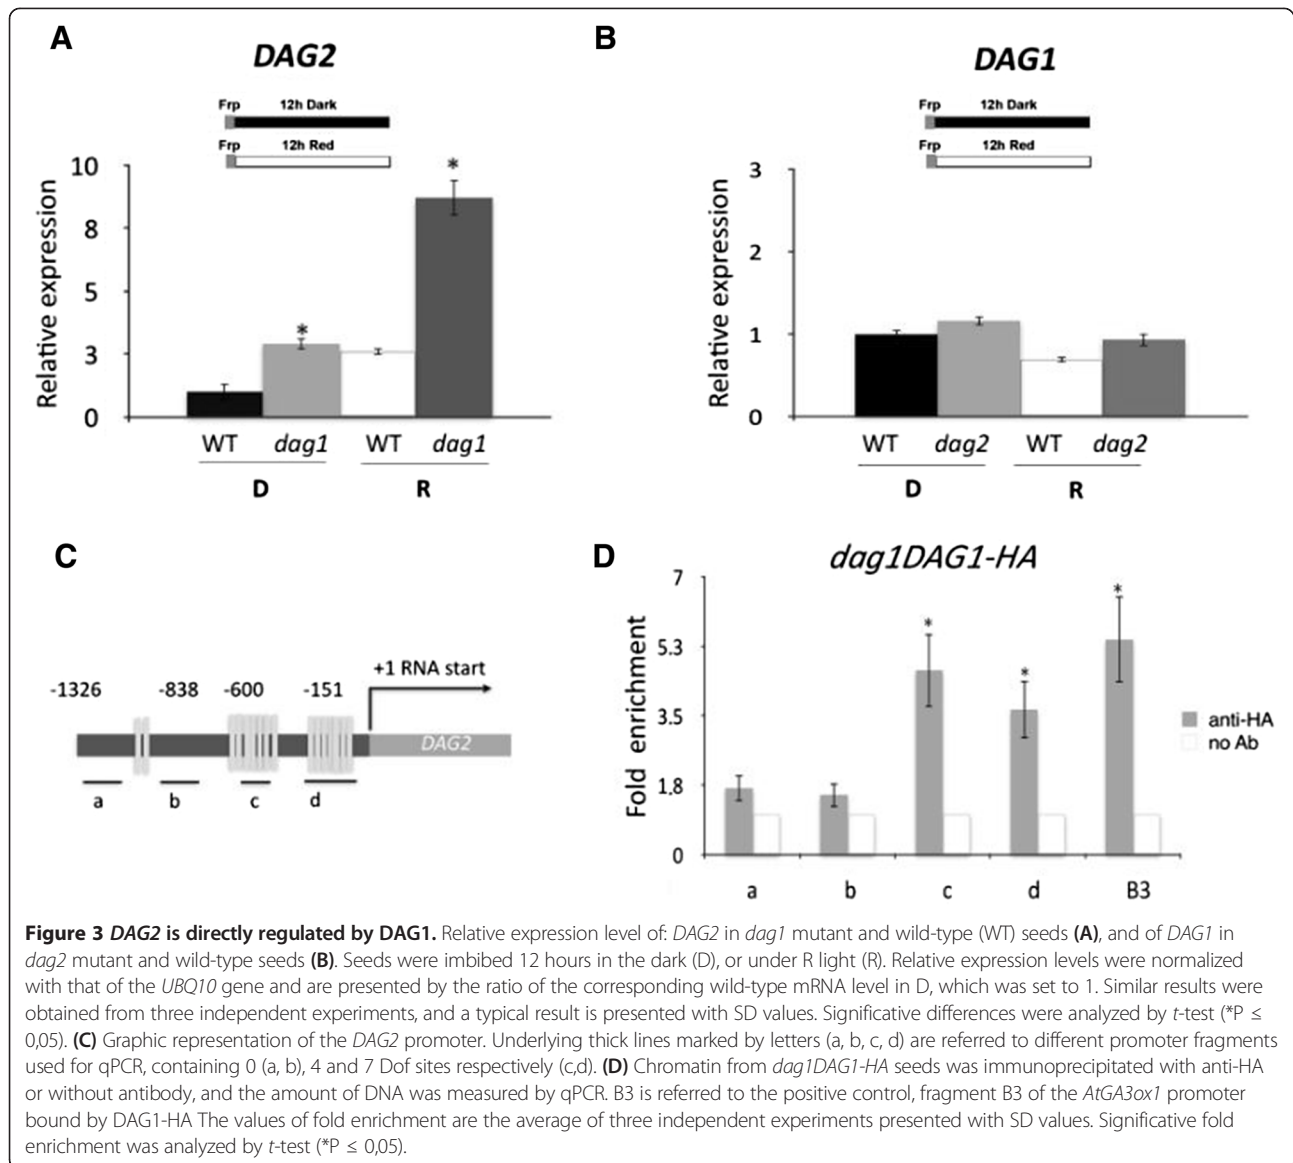 A
DAG2
Frp 12h Dark
Frp 12h Red
Relative expression
10
8
5
3
0
*
*
WT dag1 WT dag1
D R
B
DAG1
Frp 12h Dark
Frp 12h Red
Relative expression
3
2
1
0
WT dag2 WT dag2
D R
C
+1 RNA start
-1326 -838 -600 -151
DAG2
a b c d
D
dag1DAG1-HA
Fold enrichment
7
5.3
3.5
1.8
0
*
*
*
anti-HA
no Ab
a b c d B3
Figure 3 DAG2 is directly regulated by DAG1. Relative expression level of: DAG2 in dag1 mutant and wild-type (WT) seeds (A), and of DAG1 in
dag2 mutant and wild-type seeds (B). Seeds were imbibed 12 hours in the dark (D), or under R light (R). Relative expression levels were normalized
with that of the UBQ10 gene and are presented by the ratio of the corresponding wild-type mRNA level in D, which was set to 1. Similar results were
obtained from three independent experiments, and a typical result is presented with SD values. Significative differences were analyzed by t-test (*P ≤
0,05). (C) Graphic representation of the DAG2 promoter. Underlying thick lines marked by letters (a, b, c, d) are referred to different promoter fragments
used for qPCR, containing 0 (a, b), 4 and 7 Dof sites respectively (c,d). (D) Chromatin from dag1DAG1-HA seeds was immunoprecipitated with anti-HA
or without antibody, and the amount of DNA was measured by qPCR. B3 is referred to the positive control, fragment B3 of the AtGA3ox1 promoter
bound by DAG1-HA The values of fold enrichment are the average of three independent experiments presented with SD values. Significative fold
enrichment was analyzed by t-test (*P ≤ 0,05).